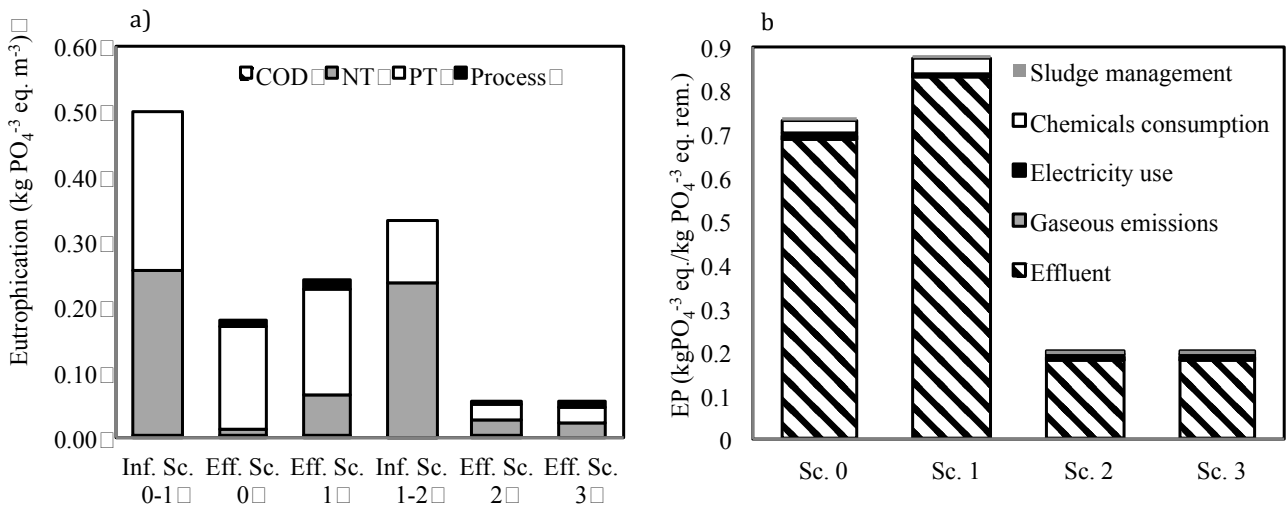 a)
Eutrophication (kg PO₄⁻³ eq. m⁻³)□
0.60□
0.50□
0.40□
0.30□
0.20□
0.10□
0.00□
□COD□ ■NT□ □PT□ ■Process□
Inf. Sc. 0-1□
Eff. Sc. 0□
Eff. Sc. 1□
Inf. Sc. 1-2□
Eff. Sc. 2□
Eff. Sc. 3□
b
EP (kgPO₄⁻³ eq./kg PO₄⁻³ eq. rem.)
0.9
0.8
0.7
0.6
0.5
0.4
0.3
0.2
0.1
0
Sludge management
Chemicals consumption
Electricity use
Gaseous emissions
Effluent
Sc. 0 Sc. 1 Sc. 2 Sc. 3